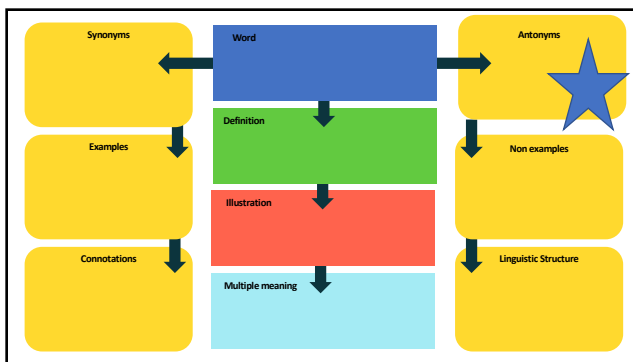 Synonyms
Word
Antonyms
Definition
Examples
Non examples
Illustration
Connotations
Linguistic Structure
Multiple meaning